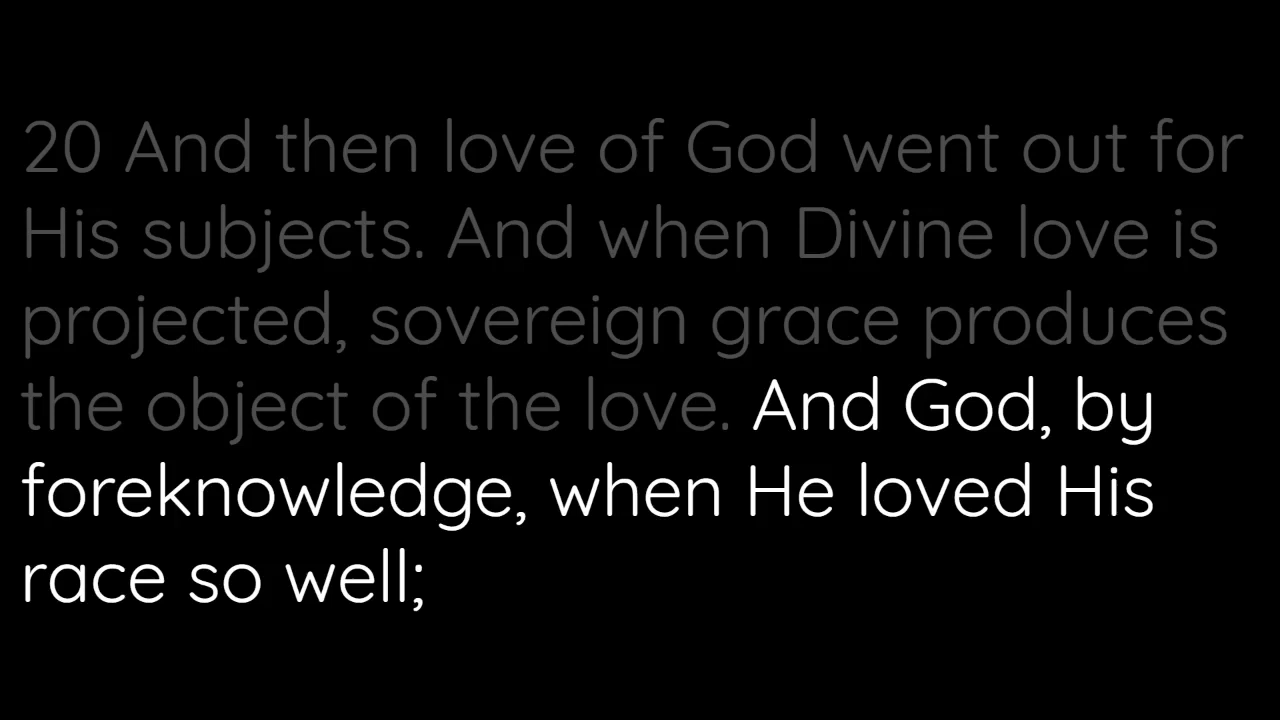 20 And then love of God went out for
His subjects. And when Divine love is
projected, sovereign grace produces
the object of the love. And God, by
foreknowledge, when He loved His
race so well;